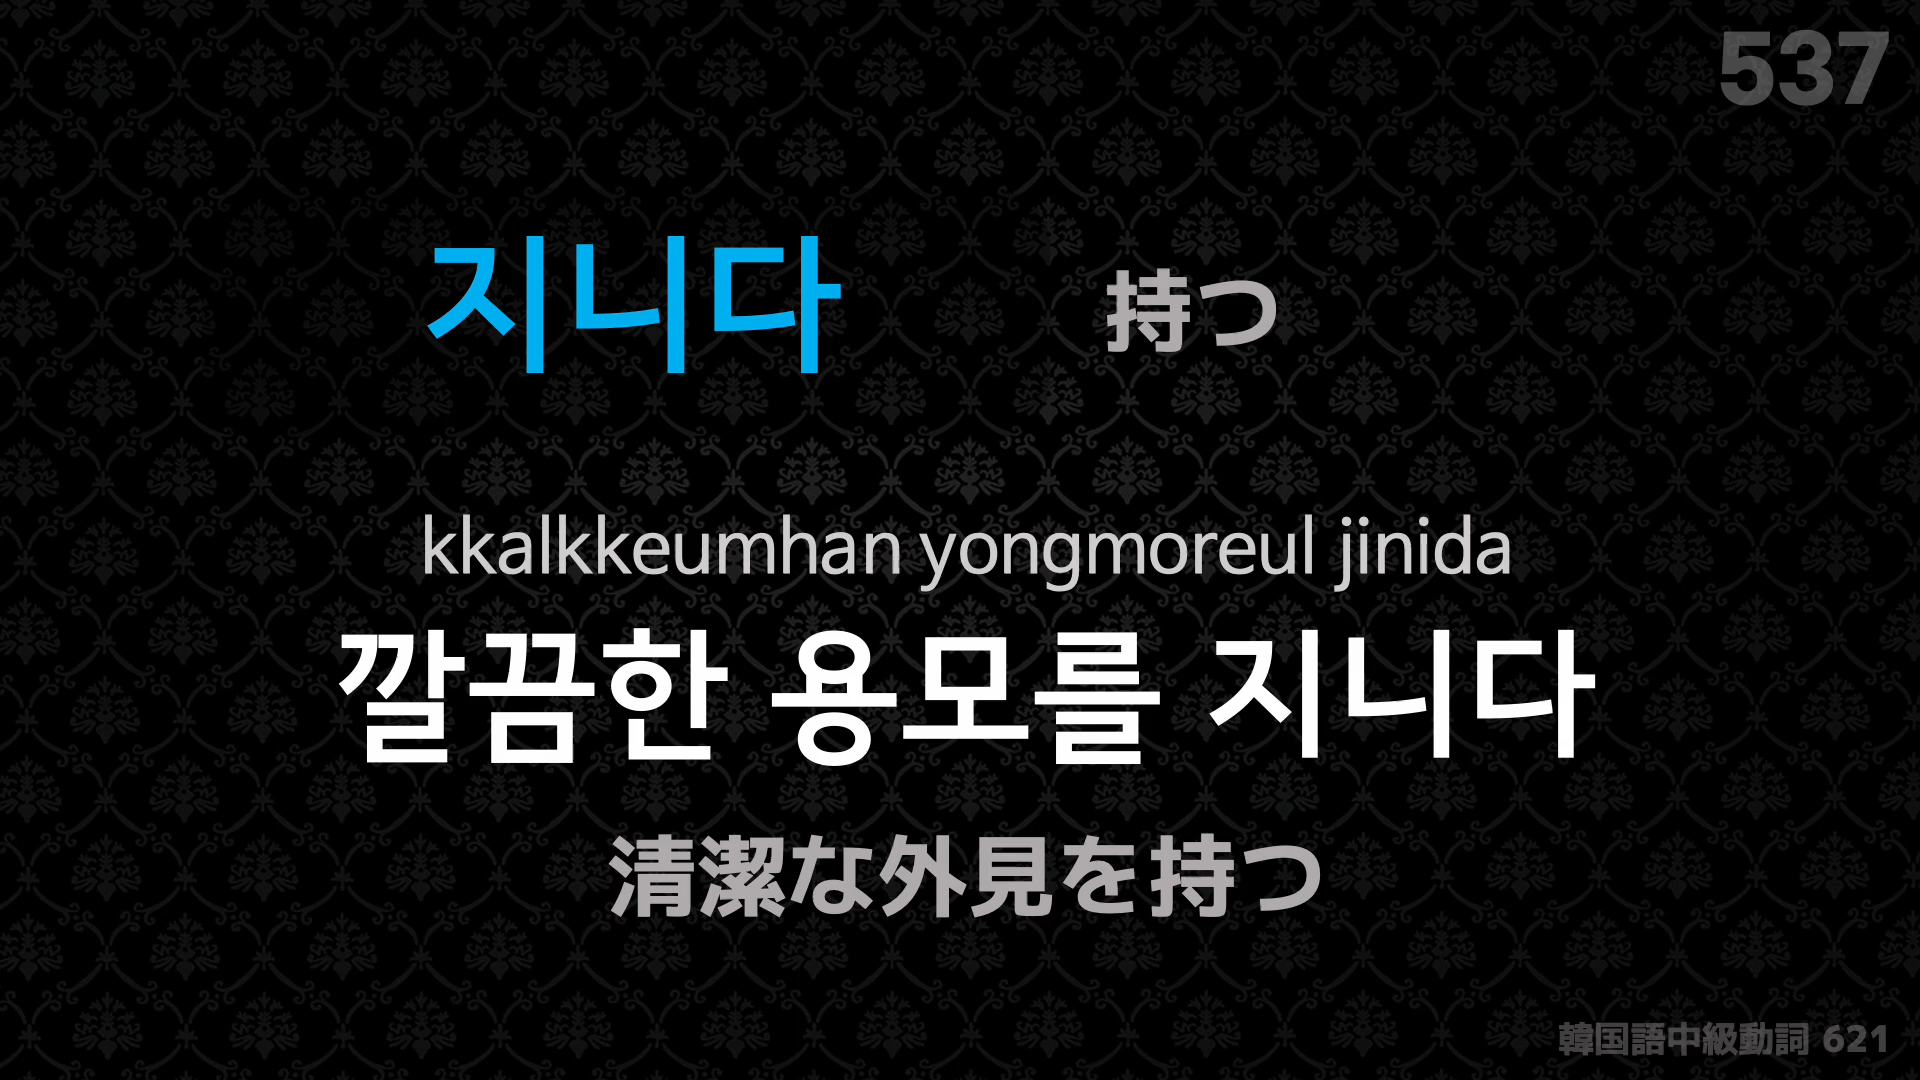 537
지니다 持つ
kkalkkeumhan yongmoreul jinida
깔끔한 용모를 지니다
清潔な外見を持つ
韓国語中級動詞 621